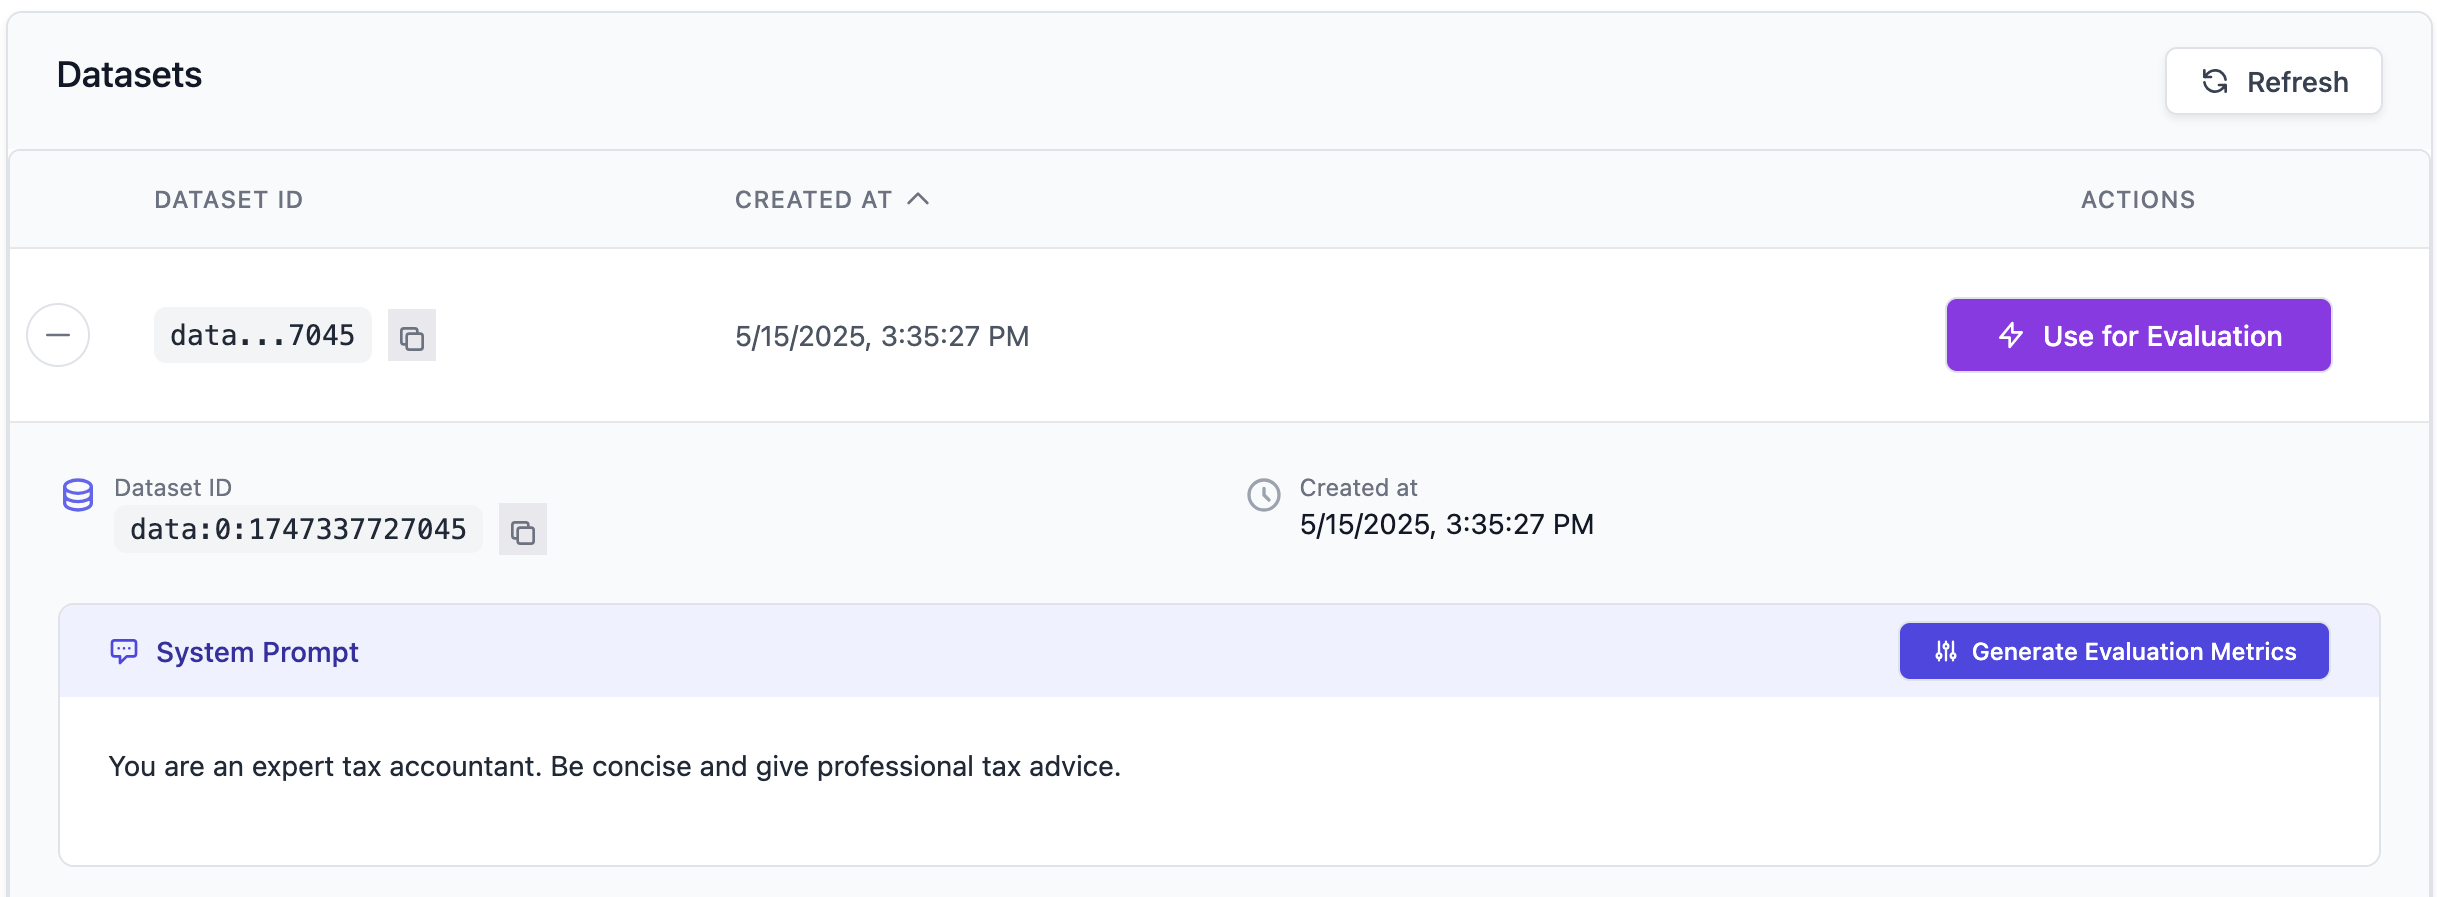 Datasets
Refresh
DATASET ID CREATED AT ACTIONS
data...7045 5/15/2025, 3:35:27 PM Use for Evaluation
Dataset ID
data:0:1747337727045
Created at
5/15/2025, 3:35:27 PM
System Prompt
Generate Evaluation Metrics
You are an expert tax accountant. Be concise and give professional tax advice.